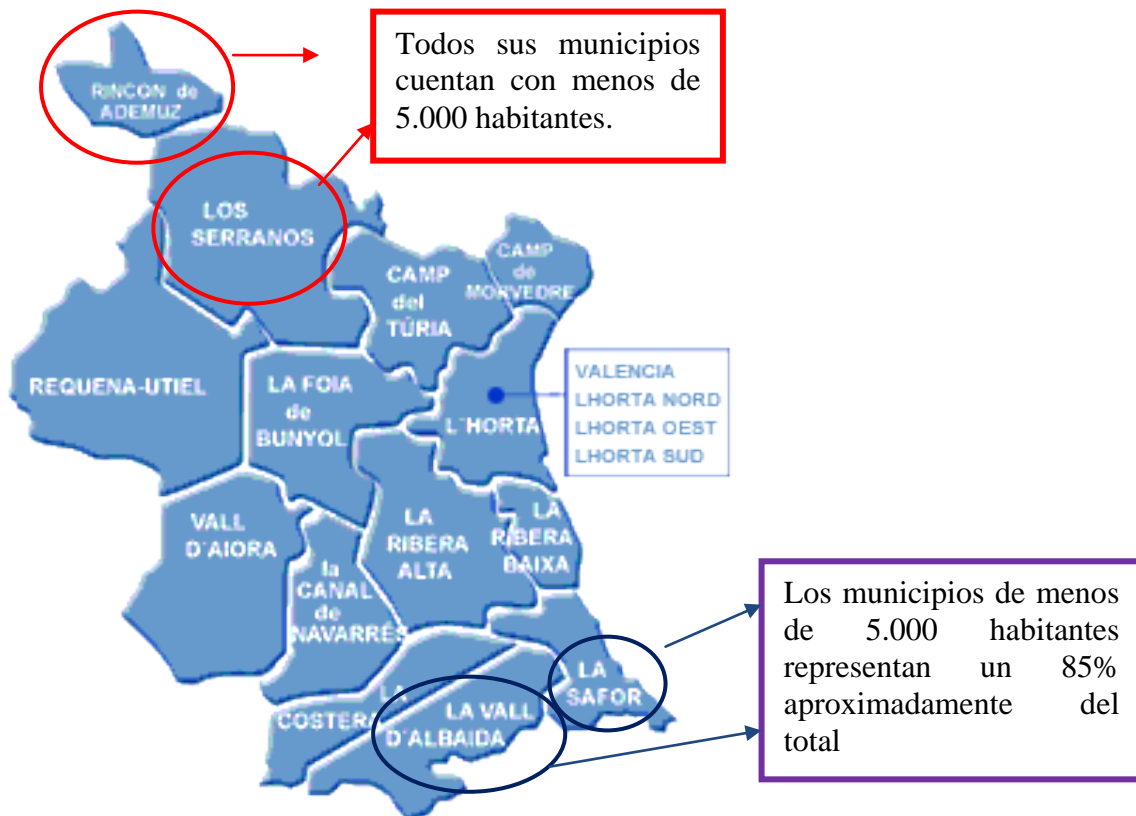 Todos sus municipios
cuentan con menos de
5.000 habitantes.
RINCON de
ADEMUZ
LOS
SERRANOS
CAMP
de
MORVEDRE
CAMP
del
TÚRIA
REQUENA-UTIEL
LA FOIA
de
BUNYOL
L´HORTA
VALENCIA
LHORTA NORD
LHORTA OEST
LHORTA SUD
VALL
D´AIORA
LA
RIBERA
ALTA
LA
RIBERA
BAIXA
la
CANAL
de
NAVARRÉS
LA
COSTERA
LA VALL
D´ALBAIDA
LA
SAFOR
Los municipios de menos
de 5.000 habitantes
representan un 85%
aproximadamente del
total